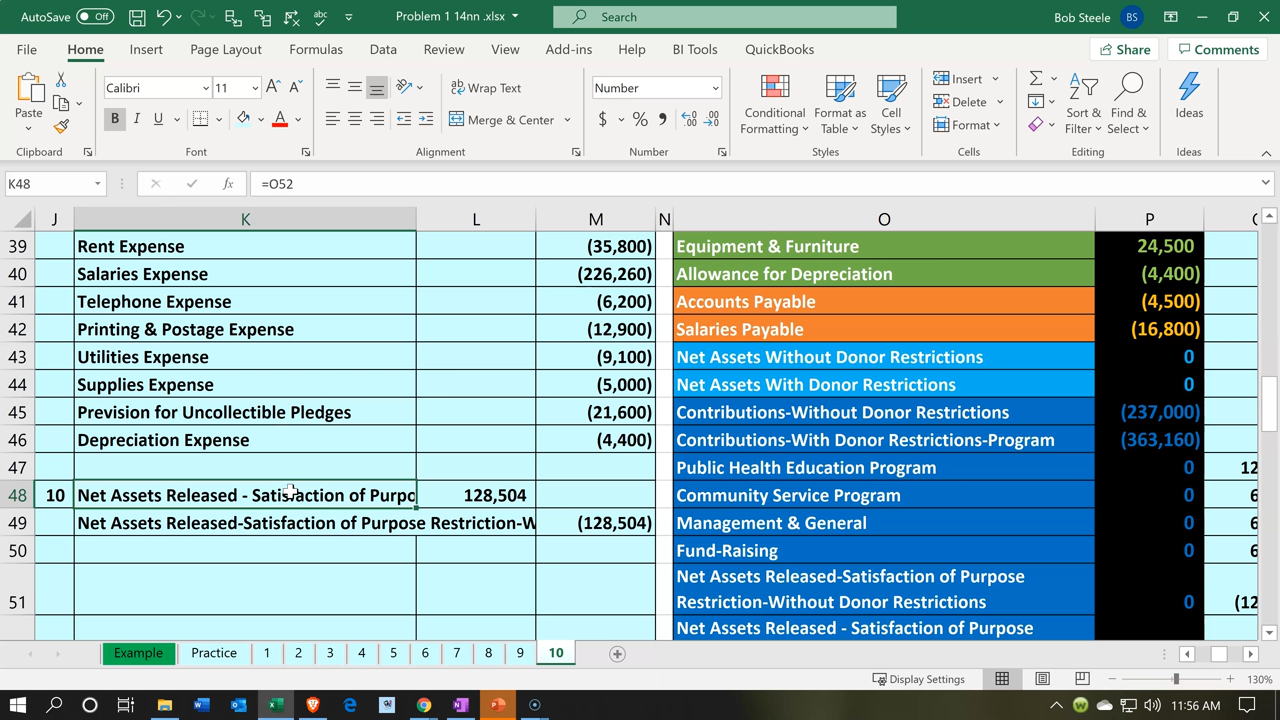 AutoSave Off Problem 1 14nn .xlsx Search Bob Steele BS
File Home Insert Page Layout Formulas Data Review View Add-ins Help BI Tools QuickBooks Share Comments
Paste Calibri 11 Wrap Text Number Conditional Formatting Format as Table Cell Styles Insert Sort & Filter Find & Select Ideas
B I U Merge & Center $ % Delete
Format
Clipboard Font Alignment Number Styles Cells Editing Ideas
K48 fx =O52
J K L M N O P
39 Rent Expense (35,800) Equipment & Furniture 24,500
40 Salaries Expense (226,260) Allowance for Depreciation (4,400)
41 Telephone Expense (6,200) Accounts Payable (4,500)
42 Printing & Postage Expense (12,900) Salaries Payable (16,800)
43 Utilities Expense (9,100) Net Assets Without Donor Restrictions 0
44 Supplies Expense (5,000) Net Assets With Donor Restrictions 0
45 Prevision for Uncollectible Pledges (21,600) Contributions-Without Donor Restrictions (237,000)
46 Depreciation Expense (4,400) Contributions-With Donor Restrictions-Program (363,160)
47 Public Health Education Program 0 12
48 10 Net Assets Released - Satisfaction of Purpo 128,504 Community Service Program 0 6
49 Net Assets Released-Satisfaction of Purpose Restriction-W (128,504) Management & General 0 6
50 Fund-Raising 0 6
51 Net Assets Released-Satisfaction of Purpose
Restriction-Without Donor Restrictions 0 (12
Net Assets Released - Satisfaction of Purpose
Example Practice 1 2 3 4 5 6 7 8 9 10
Display Settings 130%
11:56 AM